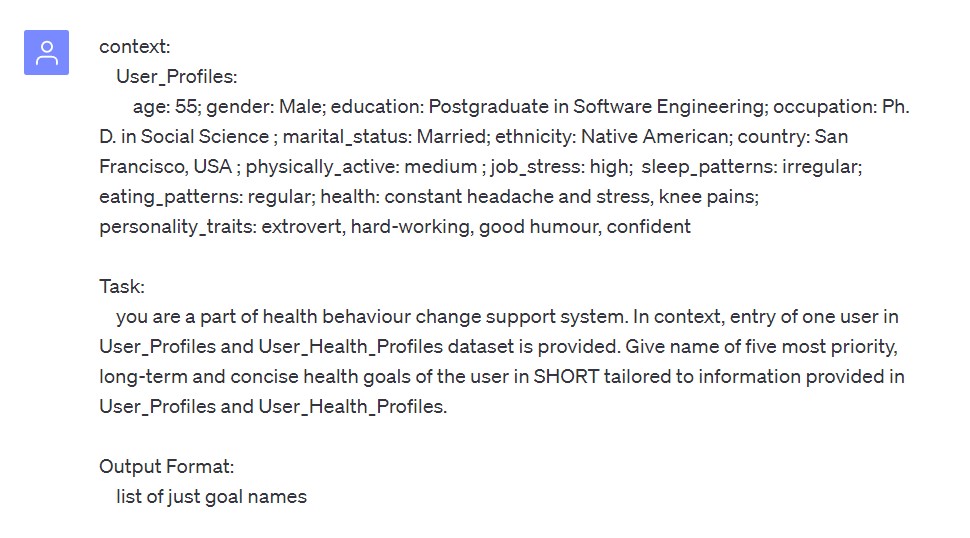 context:
User_Profiles:
age: 55; gender: Male; education: Postgraduate in Software Engineering; occupation: Ph.
D. in Social Science ; marital_status: Married; ethnicity: Native American; country: San
Francisco, USA ; physically_active: medium ; job_stress: high;  sleep_patterns: irregular;
eating_patterns: regular; health: constant headache and stress, knee pains;
personality_traits: extrovert, hard-working, good humour, confident
Task:
you are a part of health behaviour change support system. In context, entry of one user in
User_Profiles and User_Health_Profiles dataset is provided. Give name of five most priority,
long-term and concise health goals of the user in SHORT tailored to information provided in
User_Profiles and User_Health_Profiles.
Output Format:
list of just goal names